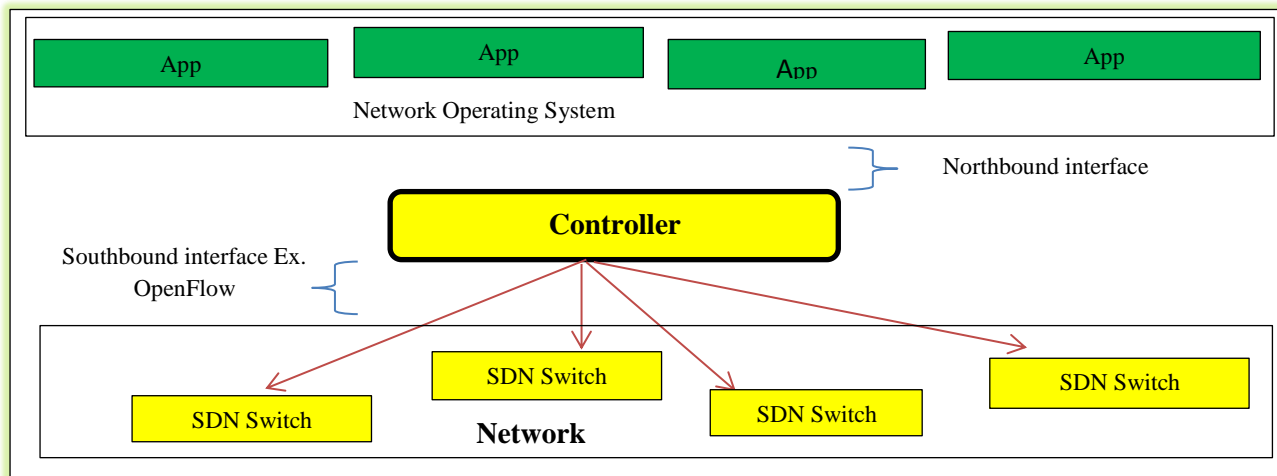 App
App
App
App
Network Operating System
Northbound interface
Controller
Southbound interface Ex.
OpenFlow
SDN Switch
SDN Switch
SDN Switch
SDN Switch
Network